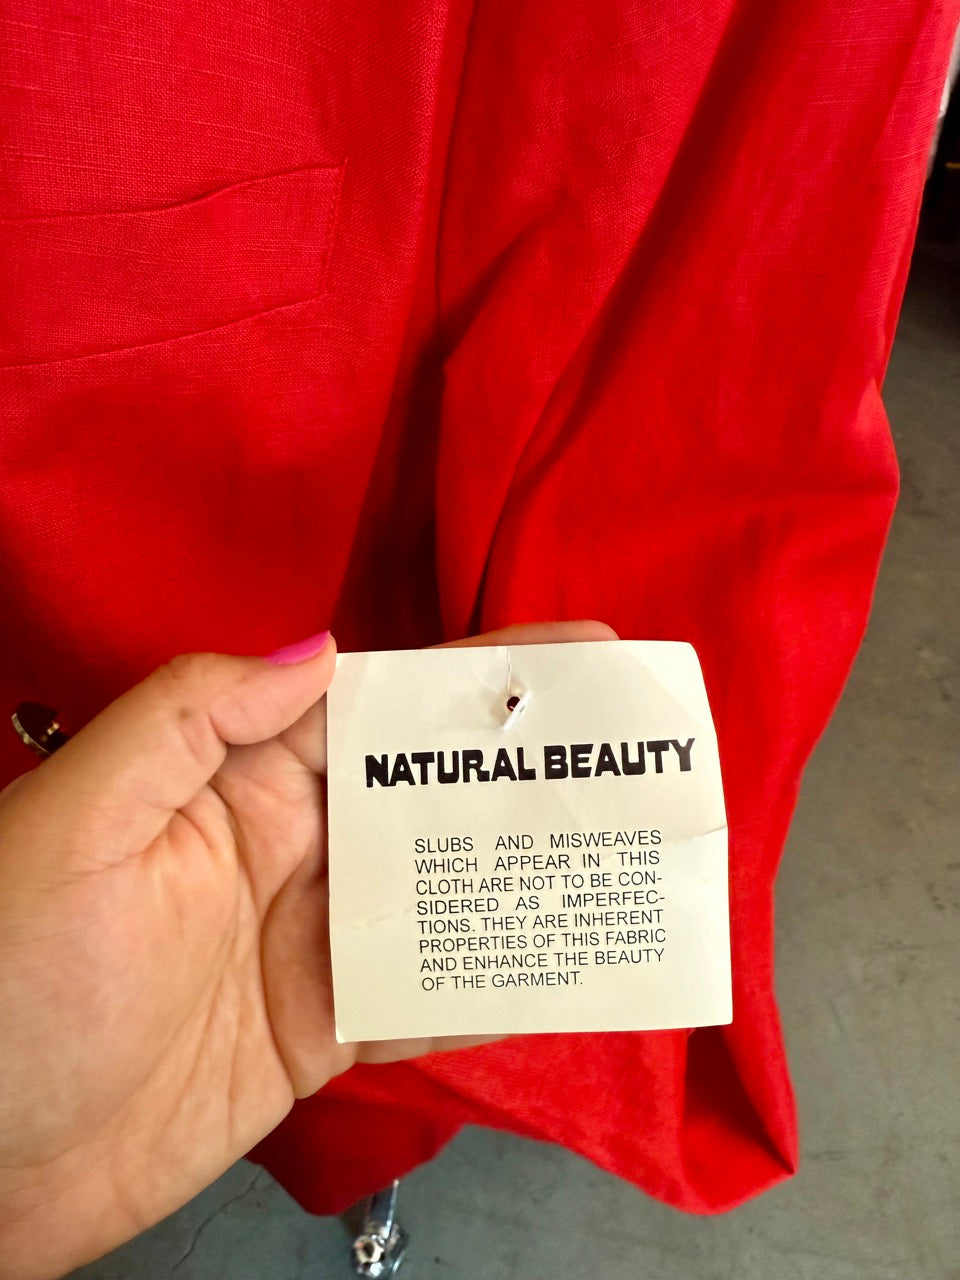 NATURAL BEAUTY
SLUBS AND MISWEAVES
WHICH APPEAR IN THIS
CLOTH ARE NOT TO BE CON-
SIDERED AS IMPERFEC-
TIONS. THEY ARE INHERENT
PROPERTIES OF THIS FABRIC
AND ENHANCE THE BEAUTY
OF THE GARMENT.